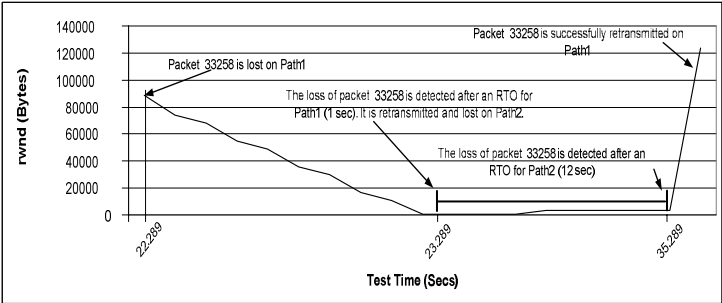 140000
120000
100000
80000
60000
40000
20000
0
rwnd (Bytes)
Packet 33258 is lost on Path1
The loss of packet 33258 is detected after an RTO for
Path1 (1 sec). It is retransmitted and lost on Path2.
Packet 33258 is successfully retransmitted on
Path1
The loss of packet 33258 is detected after an
RTO for Path2 (12 sec)
22.289
23.289
35.289
Test Time (Secs)